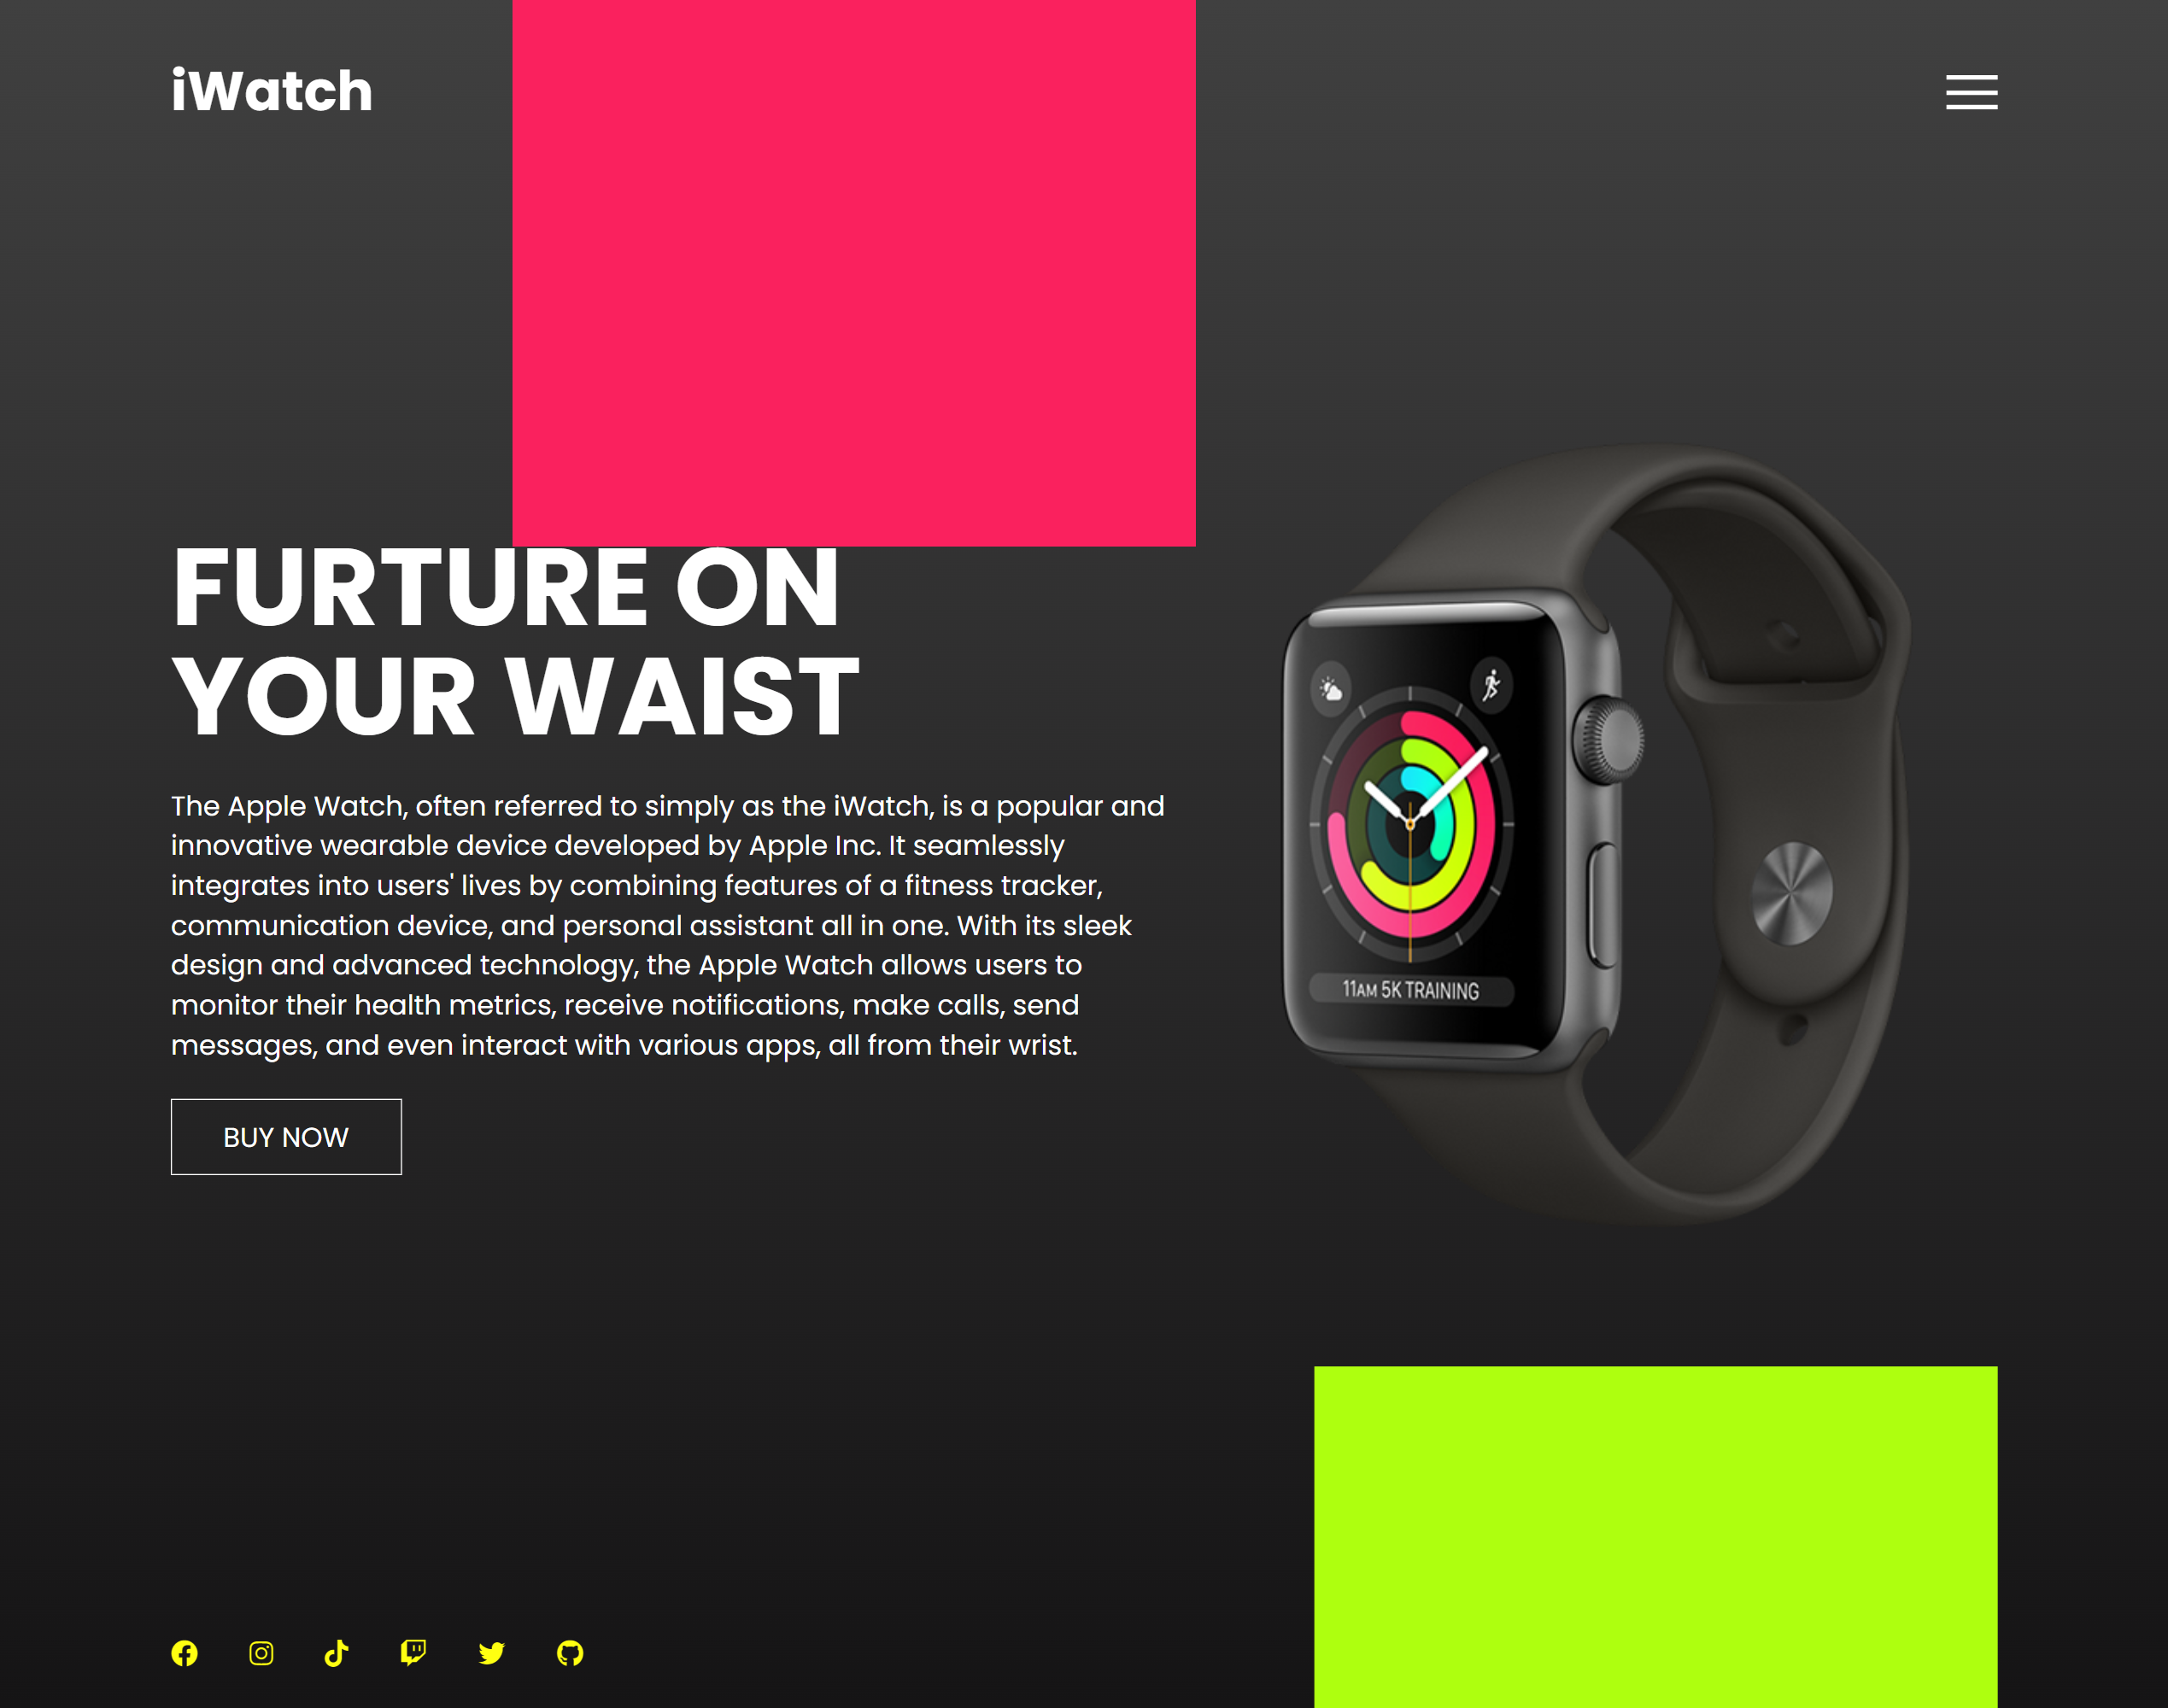 iWatch
FURTURE ON
YOUR WAIST
The Apple Watch, often referred to simply as the iWatch, is a popular and
innovative wearable device developed by Apple Inc. It seamlessly
integrates into users' lives by combining features of a fitness tracker,
communication device, and personal assistant all in one. With its sleek
design and advanced technology, the Apple Watch allows users to
monitor their health metrics, receive notifications, make calls, send
messages, and even interact with various apps, all from their wrist.
BUY NOW
11AM 5K TRAINING